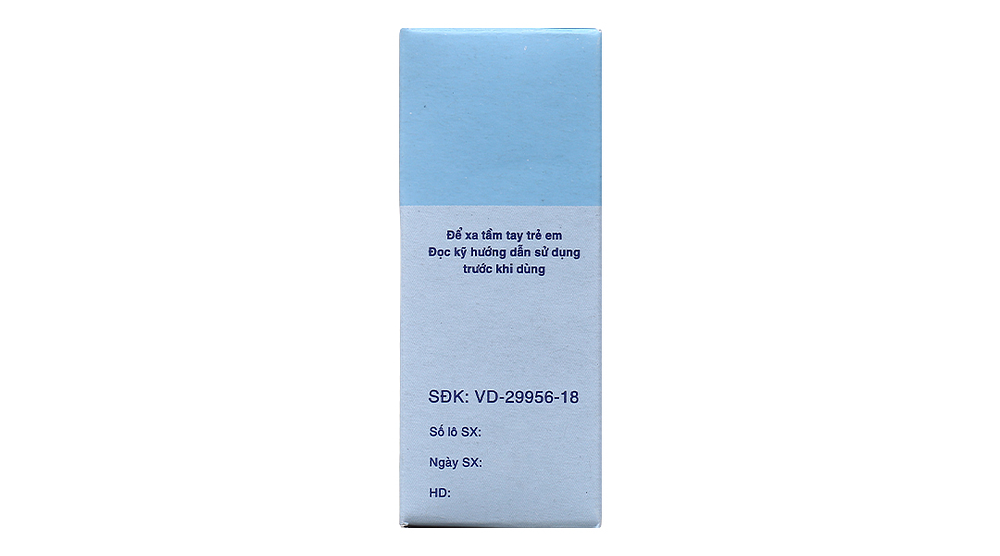 Để xa tầm tay trẻ em
Đọc kỹ hướng dẫn sử dụng
trước khi dùng
SĐK: VD-29956-18
Số lô SX:
Ngày SX:
HD: